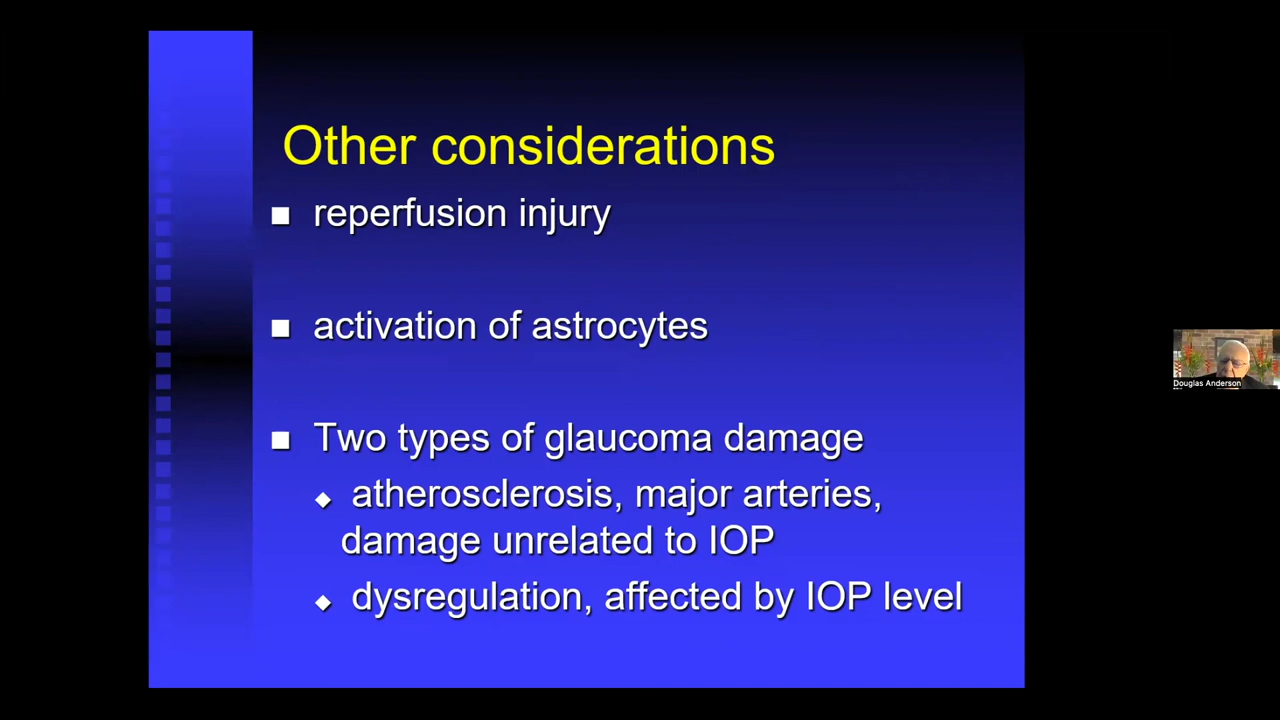 Other considerations
reperfusion injury
activation of astrocytes
Two types of glaucoma damage
atherosclerosis, major arteries,
damage unrelated to IOP
dysregulation, affected by IOP level
Douglas Anderson